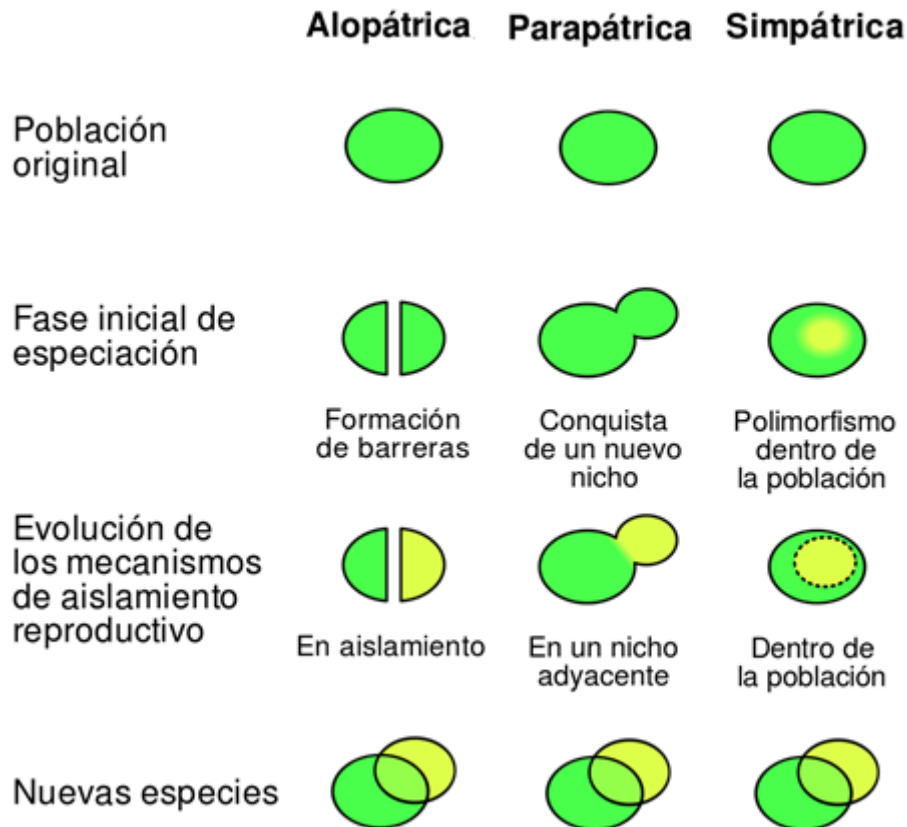 Alopátrica Parapátrica Simpátrica
Población
original
Fase inicial de
especiación
Formación
de barreras
Conquista
de un nuevo
nicho
Polimorfismo
dentro de
la población
Evolución de
los mecanismos
de aislamiento
reproductivo
En aislamiento
En un nicho
adyacente
Dentro de
la población
Nuevas especies